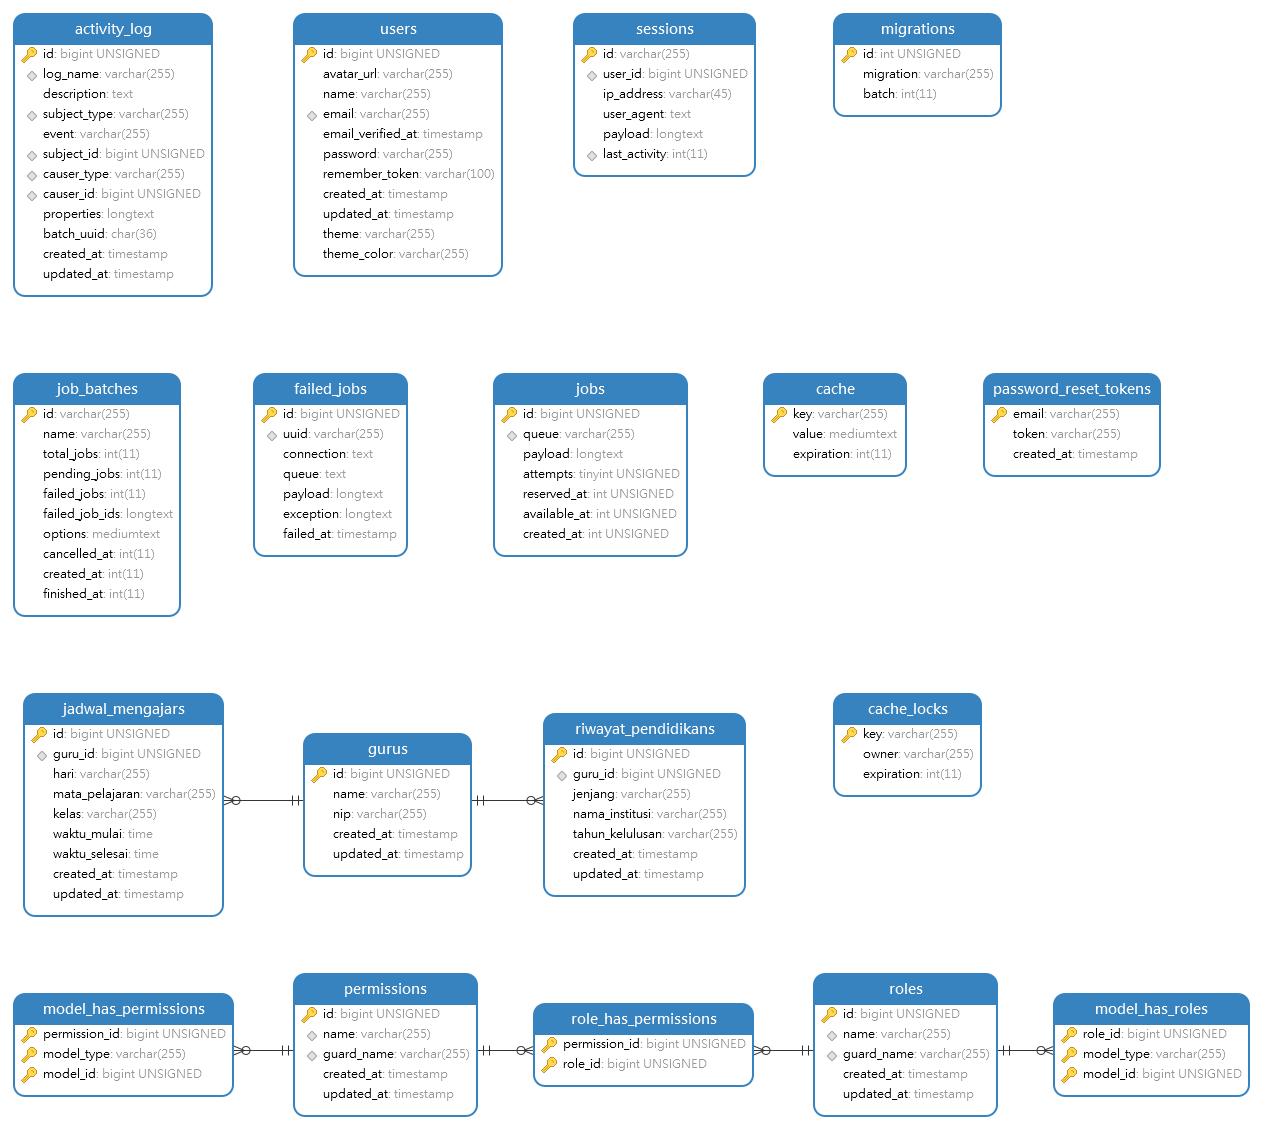 activity_log
id: bigint UNSIGNED
log_name: varchar(255)
description: text
subject_type: varchar(255)
event: varchar(255)
subject_id: bigint UNSIGNED
causer_type: varchar(255)
causer_id: bigint UNSIGNED
properties: longtext
batch_uuid: char(36)
created_at: timestamp
updated_at: timestamp
users
id: bigint UNSIGNED
avatar_url: varchar(255)
name: varchar(255)
email: varchar(255)
email_verified_at: timestamp
password: varchar(255)
remember_token: varchar(100)
created_at: timestamp
updated_at: timestamp
theme: varchar(255)
theme_color: varchar(255)
sessions
id: varchar(255)
user_id: bigint UNSIGNED
ip_address: varchar(45)
user_agent: text
payload: longtext
last_activity: int(11)
migrations
id: int UNSIGNED
migration: varchar(255)
batch: int(11)
job_batches
id: varchar(255)
name: varchar(255)
total_jobs: int(11)
pending_jobs: int(11)
failed_jobs: int(11)
failed_job_ids: longtext
options: mediumtext
cancelled_at: int(11)
created_at: int(11)
finished_at: int(11)
failed_jobs
id: bigint UNSIGNED
uuid: varchar(255)
connection: text
queue: text
payload: longtext
exception: longtext
failed_at: timestamp
jobs
id: bigint UNSIGNED
queue: varchar(255)
payload: longtext
attempts: tinyint UNSIGNED
reserved_at: int UNSIGNED
available_at: int UNSIGNED
created_at: int UNSIGNED
cache
key: varchar(255)
value: mediumtext
expiration: int(11)
password_reset_tokens
email: varchar(255)
token: varchar(255)
created_at: timestamp
jadwal_mengajars
id: bigint UNSIGNED
guru_id: bigint UNSIGNED
hari: varchar(255)
mata_pelajaran: varchar(255)
kelas: varchar(255)
waktu_mulai: time
waktu_selesai: time
created_at: timestamp
updated_at: timestamp
gurus
id: bigint UNSIGNED
name: varchar(255)
nip: varchar(255)
created_at: timestamp
updated_at: timestamp
riwayat_pendidikans
id: bigint UNSIGNED
guru_id: bigint UNSIGNED
jenjang: varchar(255)
nama_institusi: varchar(255)
tahun_kelulusan: varchar(255)
created_at: timestamp
updated_at: timestamp
cache_locks
key: varchar(255)
owner: varchar(255)
expiration: int(11)
model_has_permissions
permission_id: bigint UNSIGNED
model_type: varchar(255)
model_id: bigint UNSIGNED
permissions
id: bigint UNSIGNED
name: varchar(255)
guard_name: varchar(255)
created_at: timestamp
updated_at: timestamp
role_has_permissions
permission_id: bigint UNSIGNED
role_id: bigint UNSIGNED
roles
id: bigint UNSIGNED
name: varchar(255)
guard_name: varchar(255)
created_at: timestamp
updated_at: timestamp
model_has_roles
role_id: bigint UNSIGNED
model_type: varchar(255)
model_id: bigint UNSIGNED